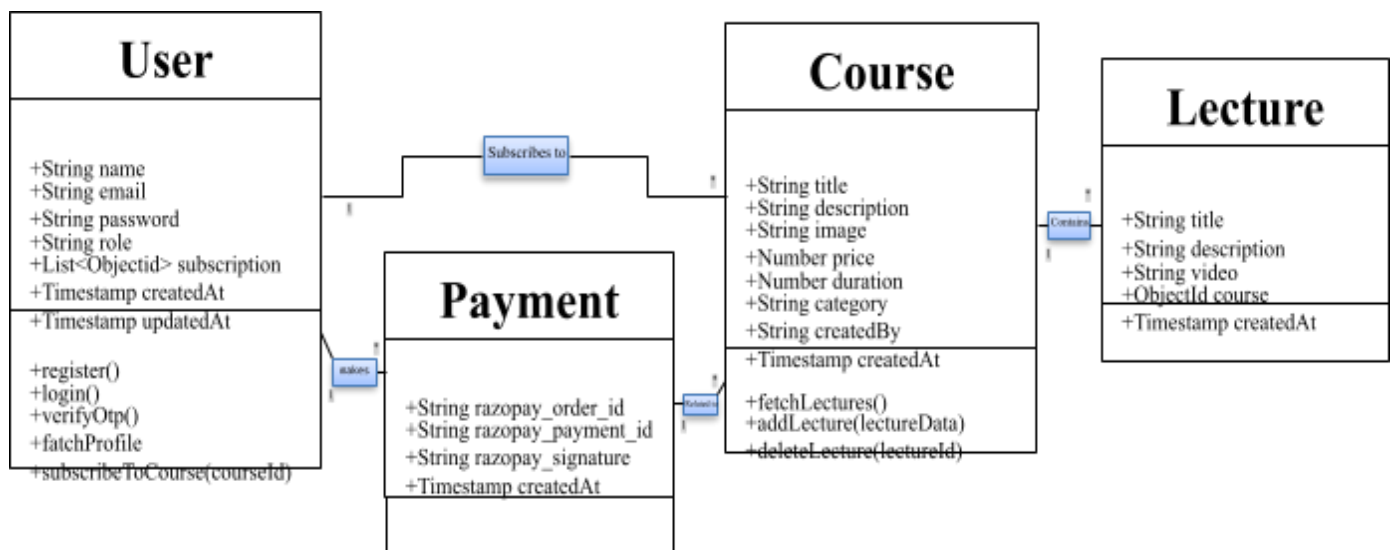 User
+String name
+String email
+String password
+String role
+List<Objectid> subscription
+Timestamp createdAt
+Timestamp updatedAt
+register()
+login()
+verifyOtp()
+fatchProfile
+subscribeToCourse(courseId)
Subscribes to
makes
Payment
+String razopay_order_id
+String razopay_payment_id
+String razopay_signature
+Timestamp createdAt
Course
+String title
+String description
+String image
+Number price
+Number duration
+String category
+String createdBy
+Timestamp createdAt
+fetchLectures()
+addLecture(lectureData)
+deleteLecture(lectureId)
Contains
Lecture
+String title
+String description
+String video
+ObjectId course
+Timestamp createdAt